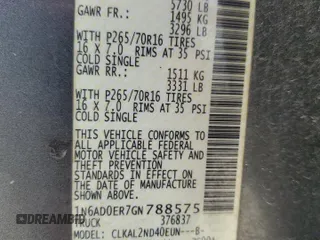 5730 LB
GAWR FR.: 1495 KG
3296 LB
WITH P265/70R16 TIRES
16 X 7.0 RIMS AT 35 PSI
COLD SINGLE
GAWR RR.: 1511 KG
3331 LB
WITH P265/70R16 TIRES
16 X 7.0 RIMS AT 35 PSI
COLD SINGLE
THIS VEHICLE CONFORMS TO
ALL APPLICABLE FEDERAL
MOTOR VEHICLE SAFETY AND
THEFT PREVENTION
STANDARDS IN EFFECT ON
THE DATE OF MANUFACTURE
SHOWN ABOVE.
1N6AD0ER7GN788575
TRUCK 376837
MODEL: CLKAL2ND40EUN---B-
DREAMBID.COM